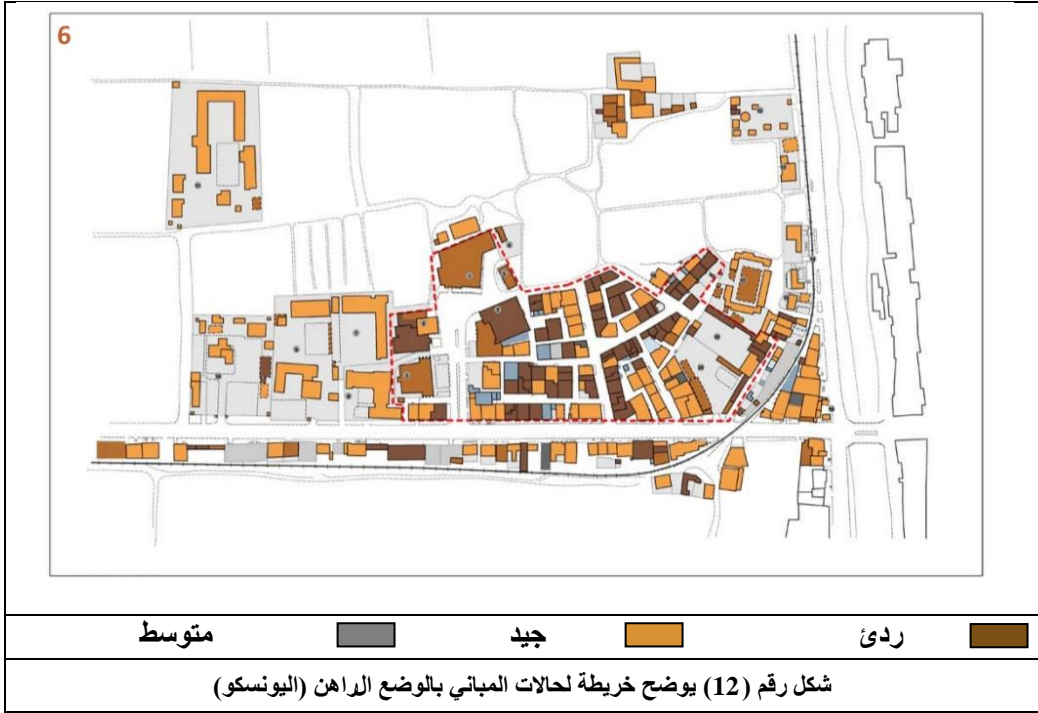 6
ردئ جيد متوسط
شكل رقم (12) يوضح خريطة لحالات المباني بالوضع الراهن (اليونسكو)